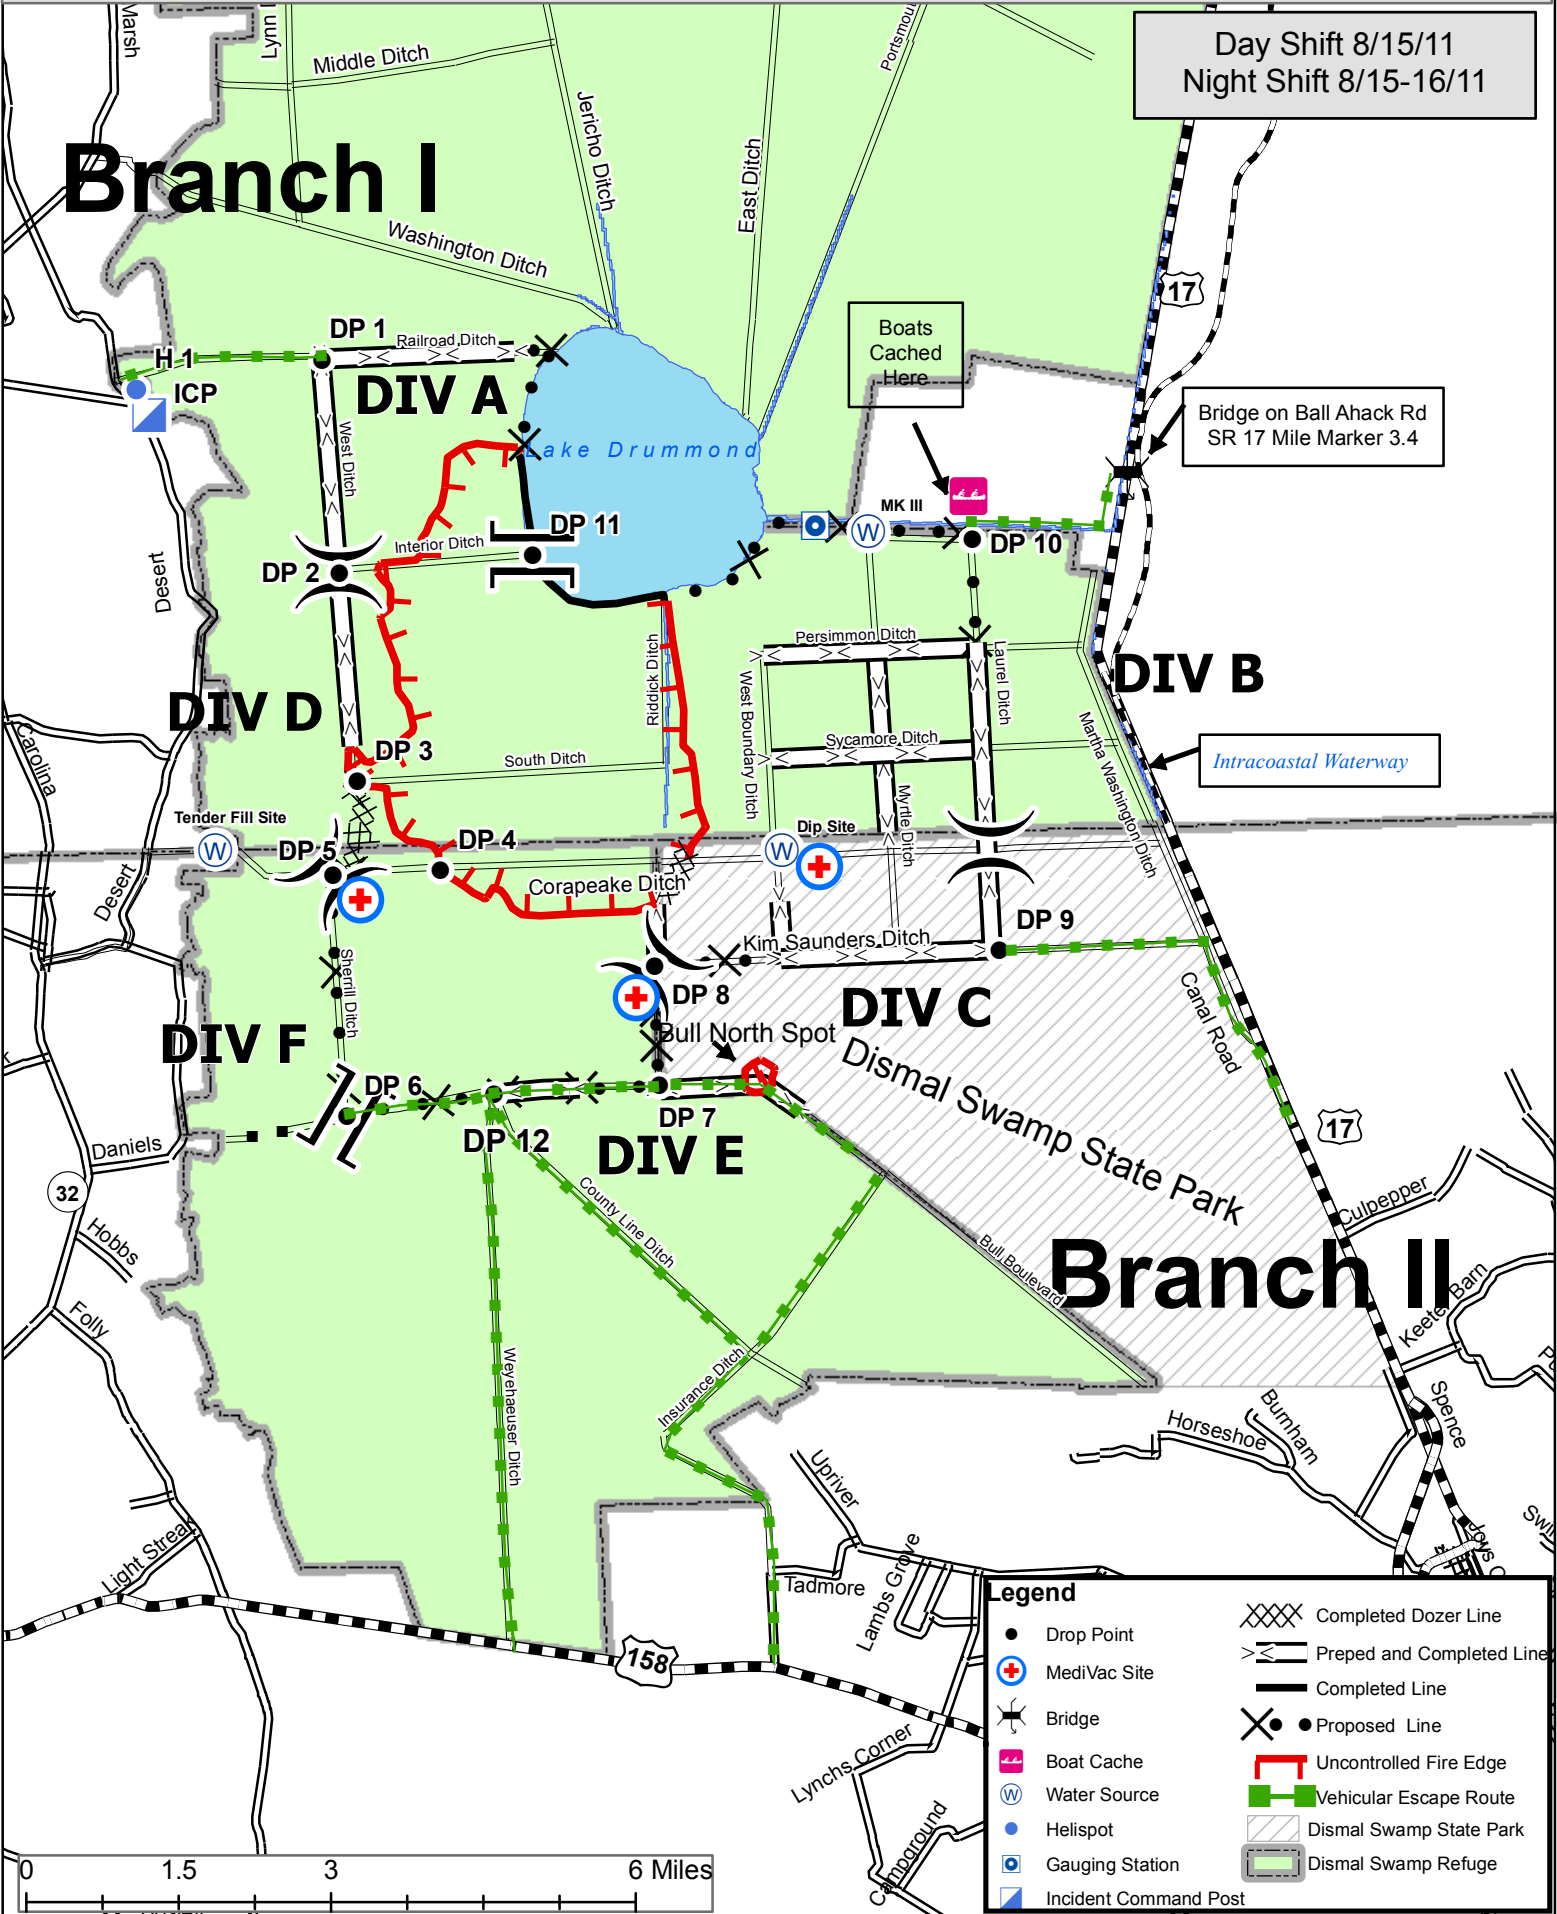 Day Shift 8/15/11
Night Shift 8/15-16/11
Marsh
Lynn
Middle Ditch
Jericho Ditch
East Ditch
Branch I
Washington Ditch
17
Boats
Cached
Here
Bridge on Ball Ahack Rd
SR 17 Mile Marker 3.4
DP 1
Railroad Ditch
H 1
ICP
DIV A
West Ditch
Lake Drummond
MK III
W
DP 10
DP 11
Interior Ditch
DP 2
Desert
Persimmon Ditch
Laurel Ditch
Riddick Ditch
West Boundary Ditch
DIV B
DIV D
DP 3
South Ditch
Sycamore Ditch
Martha Washington Ditch
Intracoastal Waterway
Carolina
Myrtle Ditch
Tender Fill Site
W
DP 5
DP 4
Dip Site
W
Corapeake Ditch
Desert
DP 9
Kim Saunders Ditch
Sherrill Ditch
DP 8
DIV C
Canal Road
Bull North Spot
DIV F
Dismal Swamp State Park
DP 6
DP 7
DP 12
DIV E
17
Daniels
32
Hobbs
County Line Ditch
Culpepper
Bull Boulevard
Branch II
Keeter Barn
Folly
Weyehaeuser Ditch
Insurance Ditch
Spence
Burnham
Horseshoe
Upriver
Light Streak
Lambs Grove
Tadmore
158
Lynchs Corner
Campground
Legend
Drop Point
MediVac Site
Bridge
Boat Cache
W
Water Source
Helispot
Gauging Station
Incident Command Post
Completed Dozer Line
Preped and Completed Line
Completed Line
Proposed Line
Uncontrolled Fire Edge
Vehicular Escape Route
Dismal Swamp State Park
Dismal Swamp Refuge
0 1.5 3 6 Miles